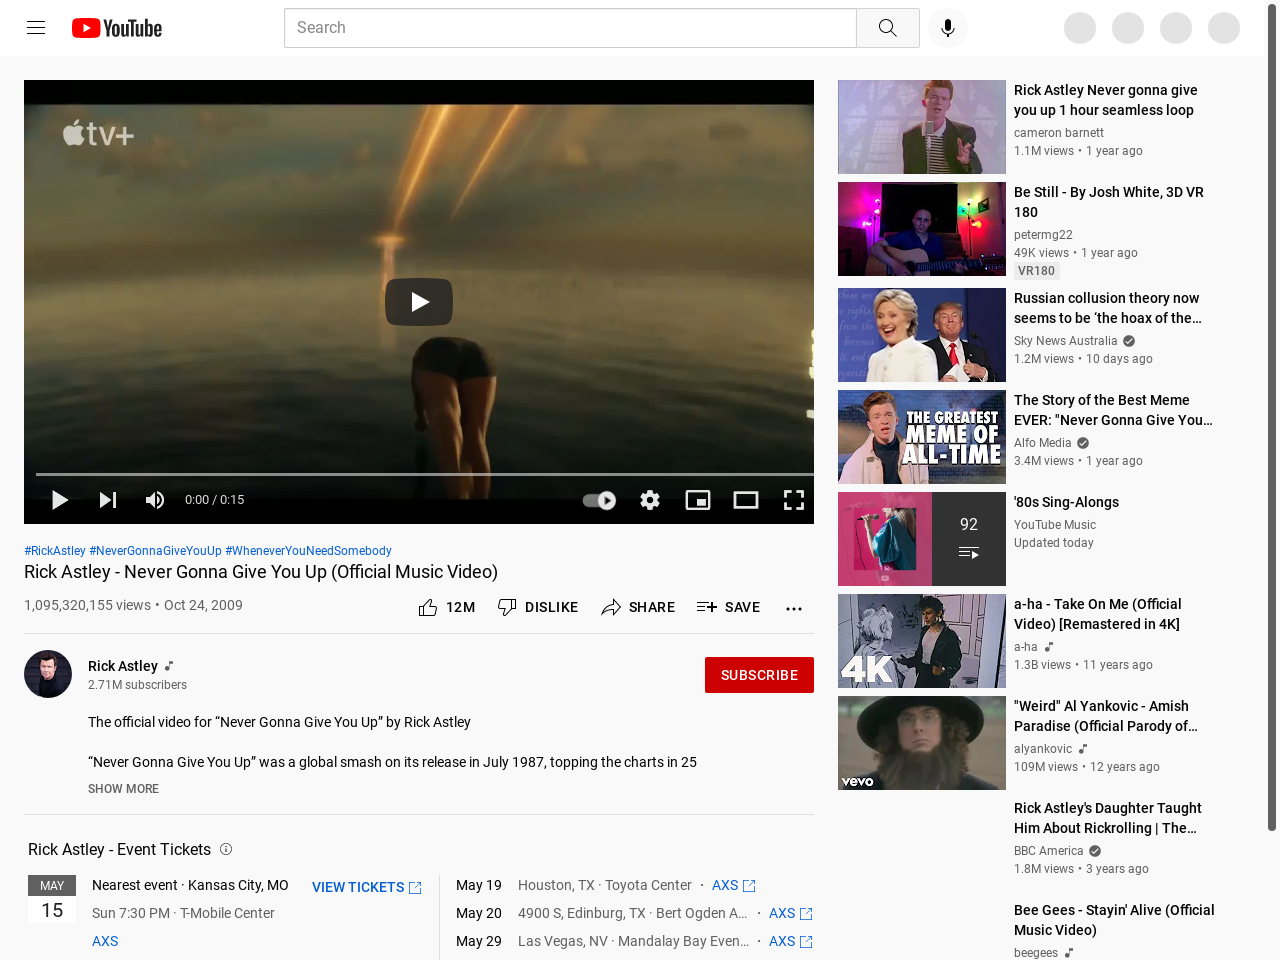 YouTube
Search
tv+
0:00 / 0:15
#RickAstley #NeverGonnaGiveYouUp #WheneverYouNeedSomebody
Rick Astley - Never Gonna Give You Up (Official Music Video)
1,095,320,155 views • Oct 24, 2009
12M
DISLIKE
SHARE
SAVE
Rick Astley
2.71M subscribers
SUBSCRIBE
The official video for “Never Gonna Give You Up” by Rick Astley
“Never Gonna Give You Up” was a global smash on its release in July 1987, topping the charts in 25
SHOW MORE
Rick Astley - Event Tickets
MAY
15
Nearest event · Kansas City, MO
Sun 7:30 PM · T-Mobile Center
AXS
VIEW TICKETS
May 19 Houston, TX · Toyota Center · AXS
May 20 4900 S, Edinburg, TX · Bert Ogden A... · AXS
May 29 Las Vegas, NV · Mandalay Bay Even... · AXS
Rick Astley Never gonna give
you up 1 hour seamless loop
cameron barnett
1.1M views • 1 year ago
Be Still - By Josh White, 3D VR
180
petermg22
49K views • 1 year ago
VR180
Russian collusion theory now
seems to be ‘the hoax of the...
Sky News Australia
1.2M views • 10 days ago
THE GREATEST
MEME OF
ALL-TIME
The Story of the Best Meme
EVER: "Never Gonna Give You...
Alfo Media
3.4M views • 1 year ago
92
'80s Sing-Alongs
YouTube Music
Updated today
4K
a-ha - Take On Me (Official
Video) [Remastered in 4K]
a-ha
1.3B views • 11 years ago
vevo
"Weird" Al Yankovic - Amish
Paradise (Official Parody of...
alyankovic
109M views • 12 years ago
Rick Astley's Daughter Taught
Him About Rickrolling | The...
BBC America
1.8M views • 3 years ago
Bee Gees - Stayin' Alive (Official
Music Video)
beegees